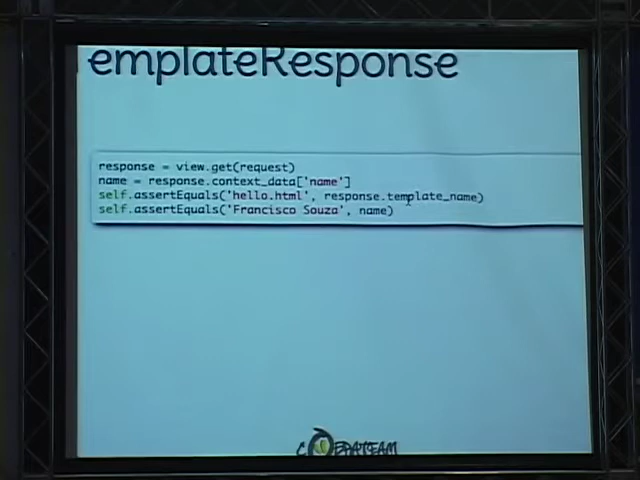 emplateResponse
response = view.get(request)
name = response.context_data['name']
self.assertEquals('hello.html', response.template_name)
self.assertEquals('Francisco Souza', name)